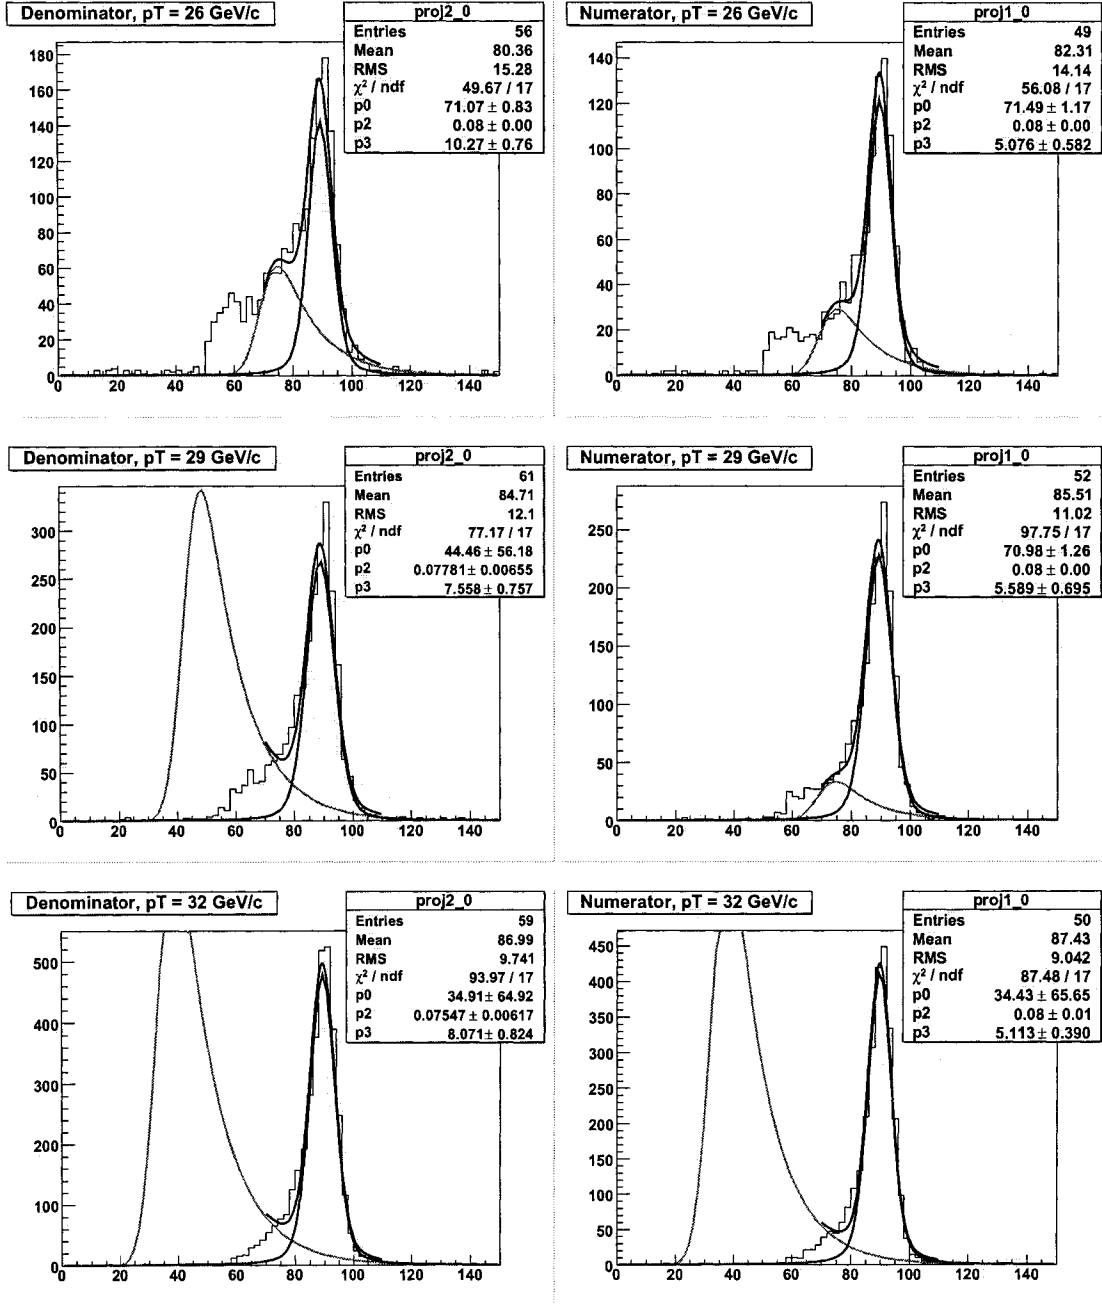 Denominator, pT = 26 GeV/c
proj2_0
Entries 56
Mean 80.36
RMS 15.28
χ² / ndf 49.67 / 17
p0 71.07 ± 0.83
p2 0.08 ± 0.00
p3 10.27 ± 0.76
180
160
140
120
100
80
60
40
20
0
0 20 40 60 80 100 120 140
Numerator, pT = 26 GeV/c
proj1_0
Entries 49
Mean 82.31
RMS 14.14
χ² / ndf 56.08 / 17
p0 71.49 ± 1.17
p2 0.08 ± 0.00
p3 5.076 ± 0.582
140
120
100
80
60
40
20
0
0 20 40 60 80 100 120 140
Denominator, pT = 29 GeV/c
proj2_0
Entries 61
Mean 84.71
RMS 12.1
χ² / ndf 77.17 / 17
p0 44.46 ± 56.18
p2 0.07781 ± 0.00655
p3 7.558 ± 0.757
300
250
200
150
100
50
0
0 20 40 60 80 100 120 140
Numerator, pT = 29 GeV/c
proj1_0
Entries 52
Mean 85.51
RMS 11.02
χ² / ndf 97.75 / 17
p0 70.98 ± 1.26
p2 0.08 ± 0.00
p3 5.589 ± 0.695
250
200
150
100
50
0
0 20 40 60 80 100 120 140
Denominator, pT = 32 GeV/c
proj2_0
Entries 59
Mean 86.99
RMS 9.741
χ² / ndf 93.97 / 17
p0 34.91 ± 64.92
p2 0.07547 ± 0.00617
p3 8.071 ± 0.824
500
400
300
200
100
0
0 20 40 60 80 100 120 140
Numerator, pT = 32 GeV/c
proj1_0
Entries 50
Mean 87.43
RMS 9.042
χ² / ndf 87.48 / 17
p0 34.43 ± 65.65
p2 0.08 ± 0.01
p3 5.113 ± 0.390
450
400
350
300
250
200
150
100
50
0
0 20 40 60 80 100 120 140